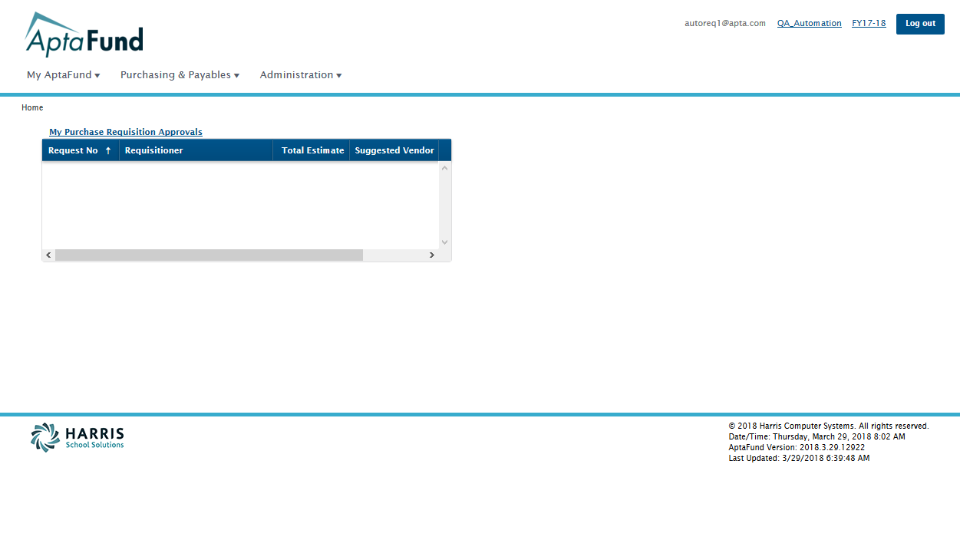 AptaFund
autoreq1@apta.com QA_Automation FY17-18 Log out
My AptaFund ▾ Purchasing & Payables ▾ Administration ▾
Home
My Purchase Requisition Approvals
Request No ↑ Requisitioner Total Estimate Suggested Vendor
HARRIS
School Solutions
© 2018 Harris Computer Systems. All rights reserved.
Date/Time: Thursday, March 29, 2018 8:02 AM
AptaFund Version: 2018.3.29.12922
Last Updated: 3/29/2018 6:39:48 AM